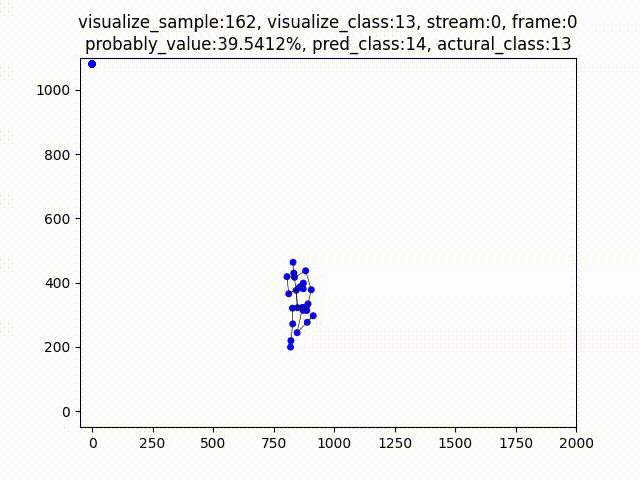 visualize_sample:162, visualize_class:13, stream:0, frame:0
probably_value:39.5412%, pred_class:14, actural_class:13
1000
800
600
400
200
0
0 250 500 750 1000 1250 1500 1750 2000